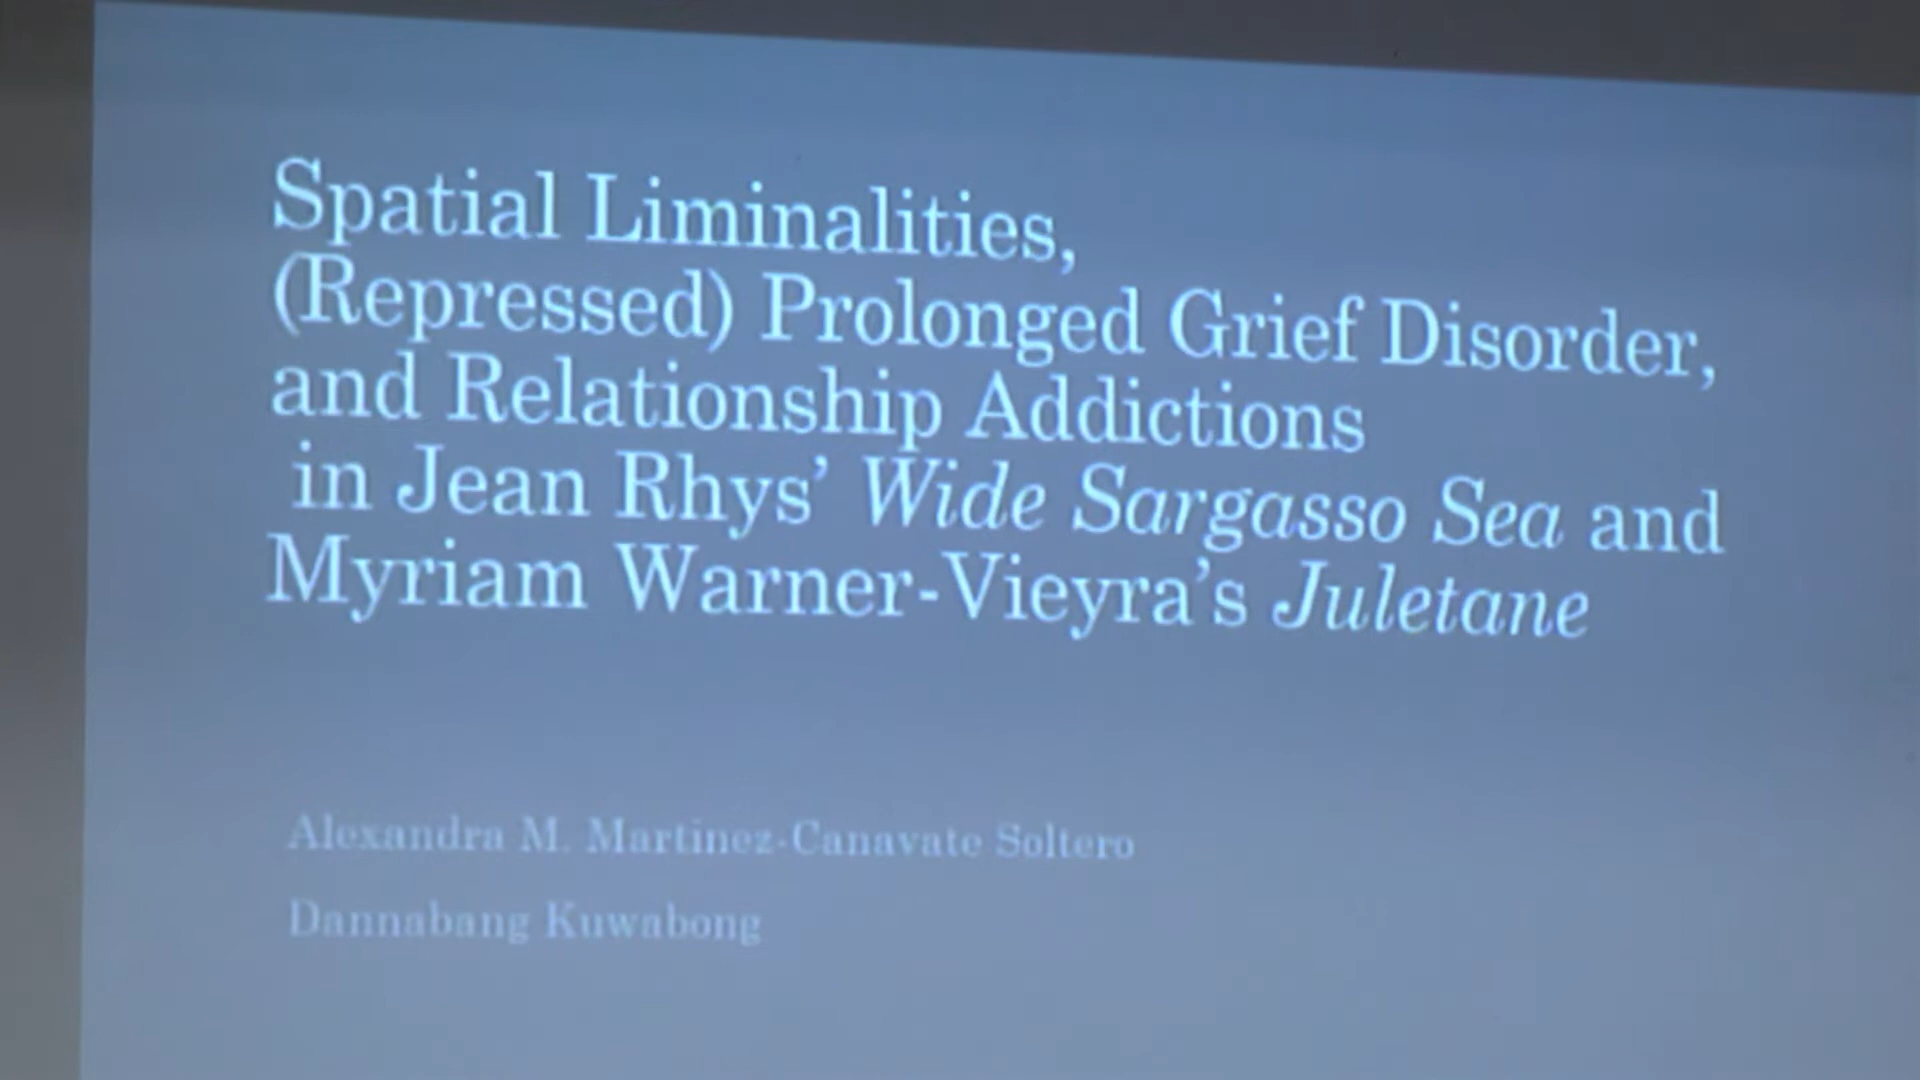 Spatial Liminalities,
(Repressed) Prolonged Grief Disorder,
and Relationship Addictions
in Jean Rhys’ Wide Sargasso Sea and
Myriam Warner-Vieyra’s Juletane
Alexandra M. Martinez-Canavate Soltero
Dannabang Kuwabong